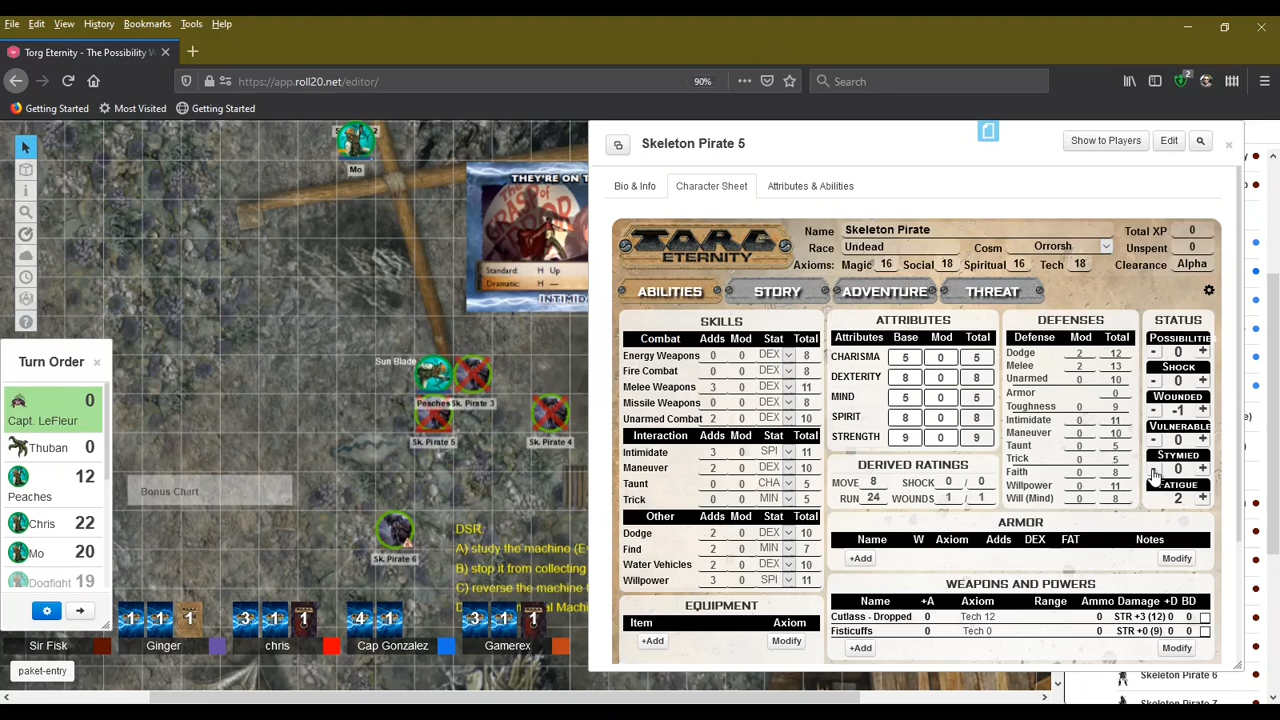 File Edit View History Bookmarks Tools Help
Torg Eternity - The Possibility W
https://app.roll20.net/editor/ 90% Search 2
Getting Started Most Visited Getting Started
Skeleton Pirate 5 Show to Players Edit
Bio & Info Character Sheet Attributes & Abilities
Mo
THEY'RE ON T
Standard: H Up
Dramatic: H —
INTIMID
Turn Order
0
Capt. LeFleur
Thuban 0
12
Peaches
Chris 22
Mo 20
Dogfight 19
Bonus Chart
Sun Blade
Peaches Sk. Pirate 3
Sk. Pirate 5
Sk. Pirate 4
Sk. Pirate 6
DSR:
A) study the machine (E
B) stop it from collecting
C) reverse the machine
1 1 1 3 1 1 4 1 3 1 1
Sir Fisk Ginger chris Cap Gonzalez Gamerex
paket-entry
TORG ETERNITY
Name Skeleton Pirate Total XP 0
Race Undead Cosm Orrorsh Unspent 0
Axioms: Magic 16 Social 18 Spiritual 16 Tech 18 Clearance Alpha
ABILITIES STORY ADVENTURE THREAT
SKILLS
Combat Adds Mod Stat Total
Energy Weapons 0 0 DEX 8
Fire Combat 0 0 DEX 8
Melee Weapons 3 0 DEX 11
Missile Weapons 0 0 DEX 8
Unarmed Combat 2 0 DEX 10
Interaction Adds Mod Stat Total
Intimidate 3 0 SPI 11
Maneuver 2 0 DEX 10
Taunt 0 0 CHA 5
Trick 0 0 MIN 5
Other Adds Mod Stat Total
Dodge 2 0 DEX 10
Find 2 0 MIN 7
Water Vehicles 2 0 DEX 10
Willpower 3 0 SPI 11
EQUIPMENT
Item Axioma
+Add Modify
ATTRIBUTES
Attributes Base Mod Total
CHARISMA 5 0 5
DEXTERITY 8 0 8
MIND 5 0 5
SPIRIT 8 0 8
STRENGTH 9 0 9
DERIVED RATINGS
MOVE 8 SHOCK 0 / 0
RUN 24 WOUNDS 1 / 1
DEFENSES
Defense Mod Total
Dodge 2 12
Melee 2 13
Unarmed 0 10
Armor 0
Toughness 0 9
Intimidate 0 11
Maneuver 0 10
Taunt 0 5
Trick 0 5
Faith 0 8
Willpower 0 11
Will (Mind) 0 8
STATUS
POSSIBILITIE
- 0 +
SHOCK
- 0 +
WOUNDED
- -1 +
VULNERABLE
- 0 +
STYMIED
0 +
FATIGUE
2 +
ARMOR
Name W Axiom Adds DEX FAT Notes
+Add Modify
WEAPONS AND POWERS
Name +A Axiom Range Ammo Damage +D BD
Cutlass - Dropped 0 Tech 12 0 STR +3 (12) 0 0
Fisticuffs 0 Tech 0 0 STR +0 (9) 0 0
+Add Modify
Skeleton Pirate 6